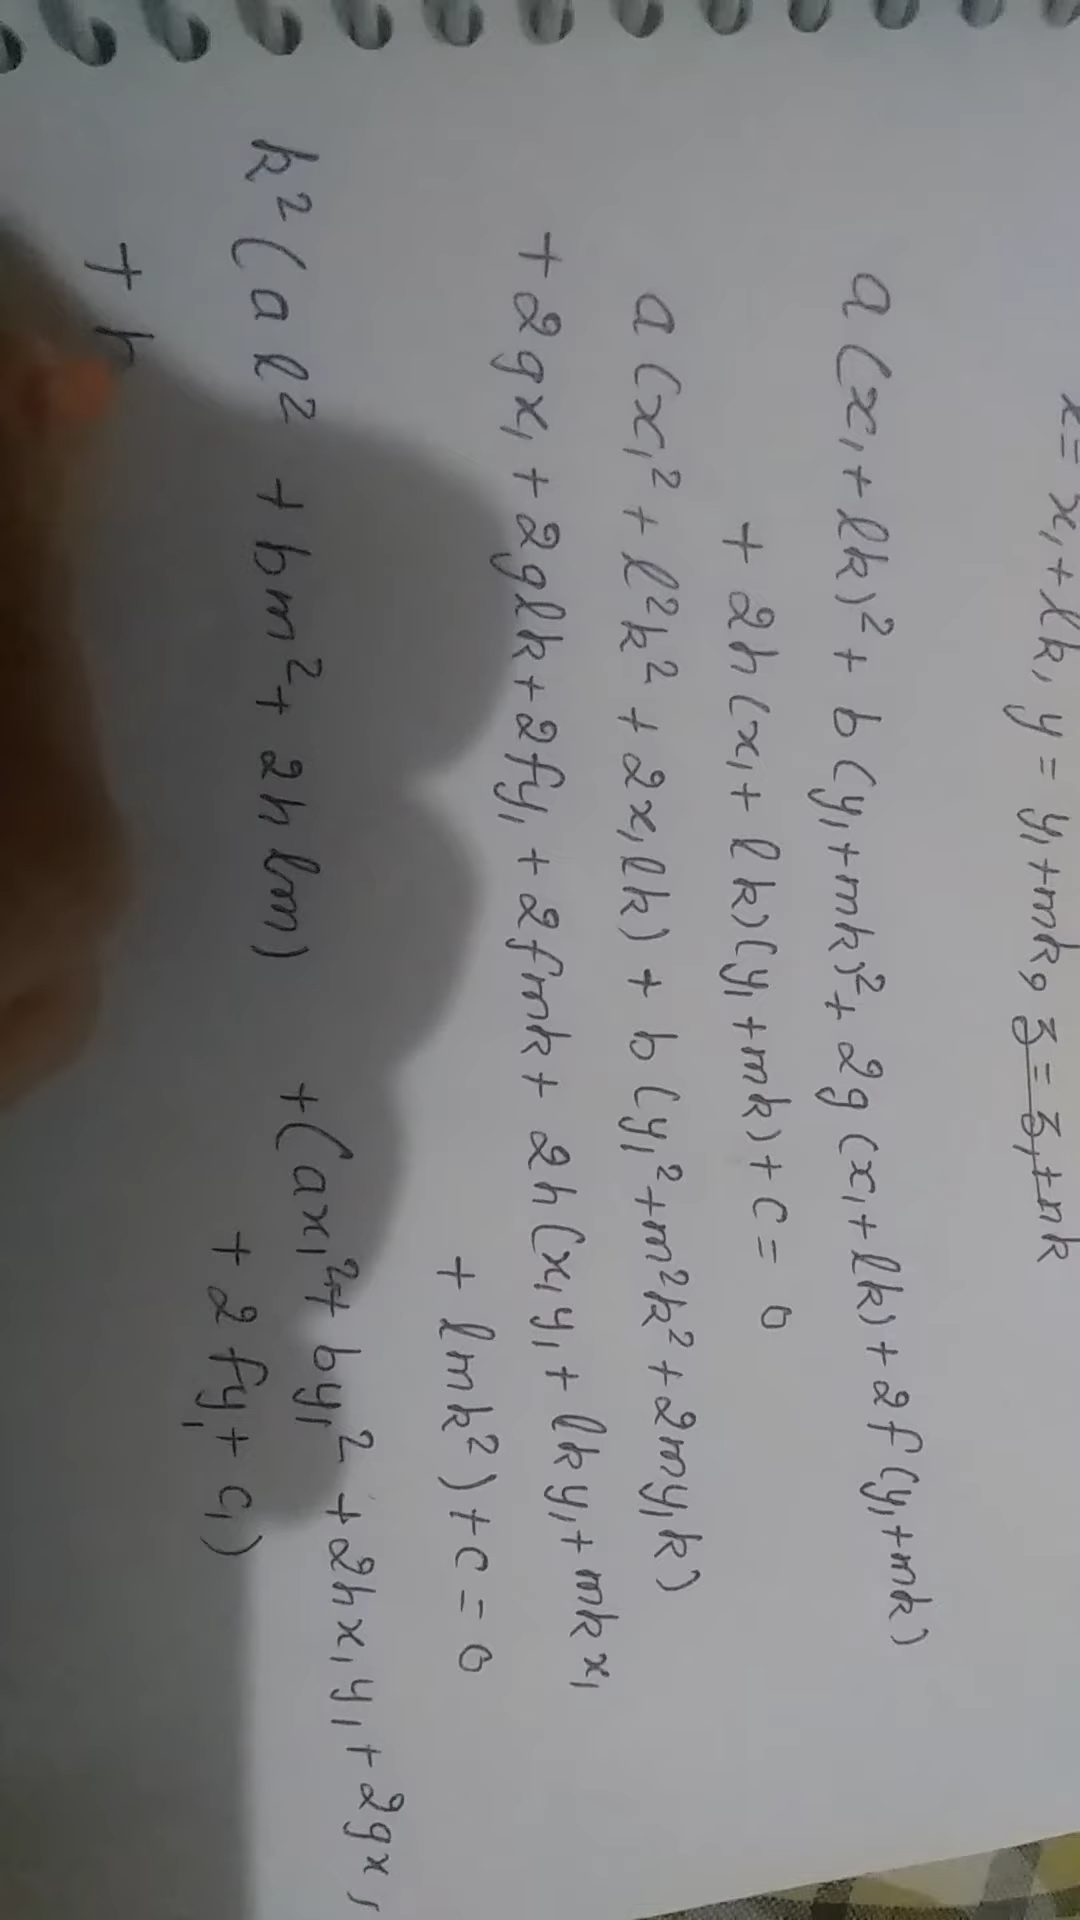 x = x₁ + lk, y = y₁ + mk, z = z₁ + nk
a (x₁ + lk)² + b (y₁ + mk)² + 2g (x₁ + lk) + 2f (y₁ + mk)
+ 2h (x₁ + lk) (y₁ + mk) + c = 0
a (x₁² + l²k² + 2x₁lk) + b (y₁² + m²k² + 2my₁k)
+ 2gx₁ + 2glk + 2fy₁ + 2fmk + 2h (x₁y₁ + lky₁ + mkx₁
+ lmk²) + c = 0
k² (al² + bm² + 2hlm) + (ax₁² + by₁² + 2hx₁y₁ + 2gx₁
+ 2fy₁ + c₁)
+